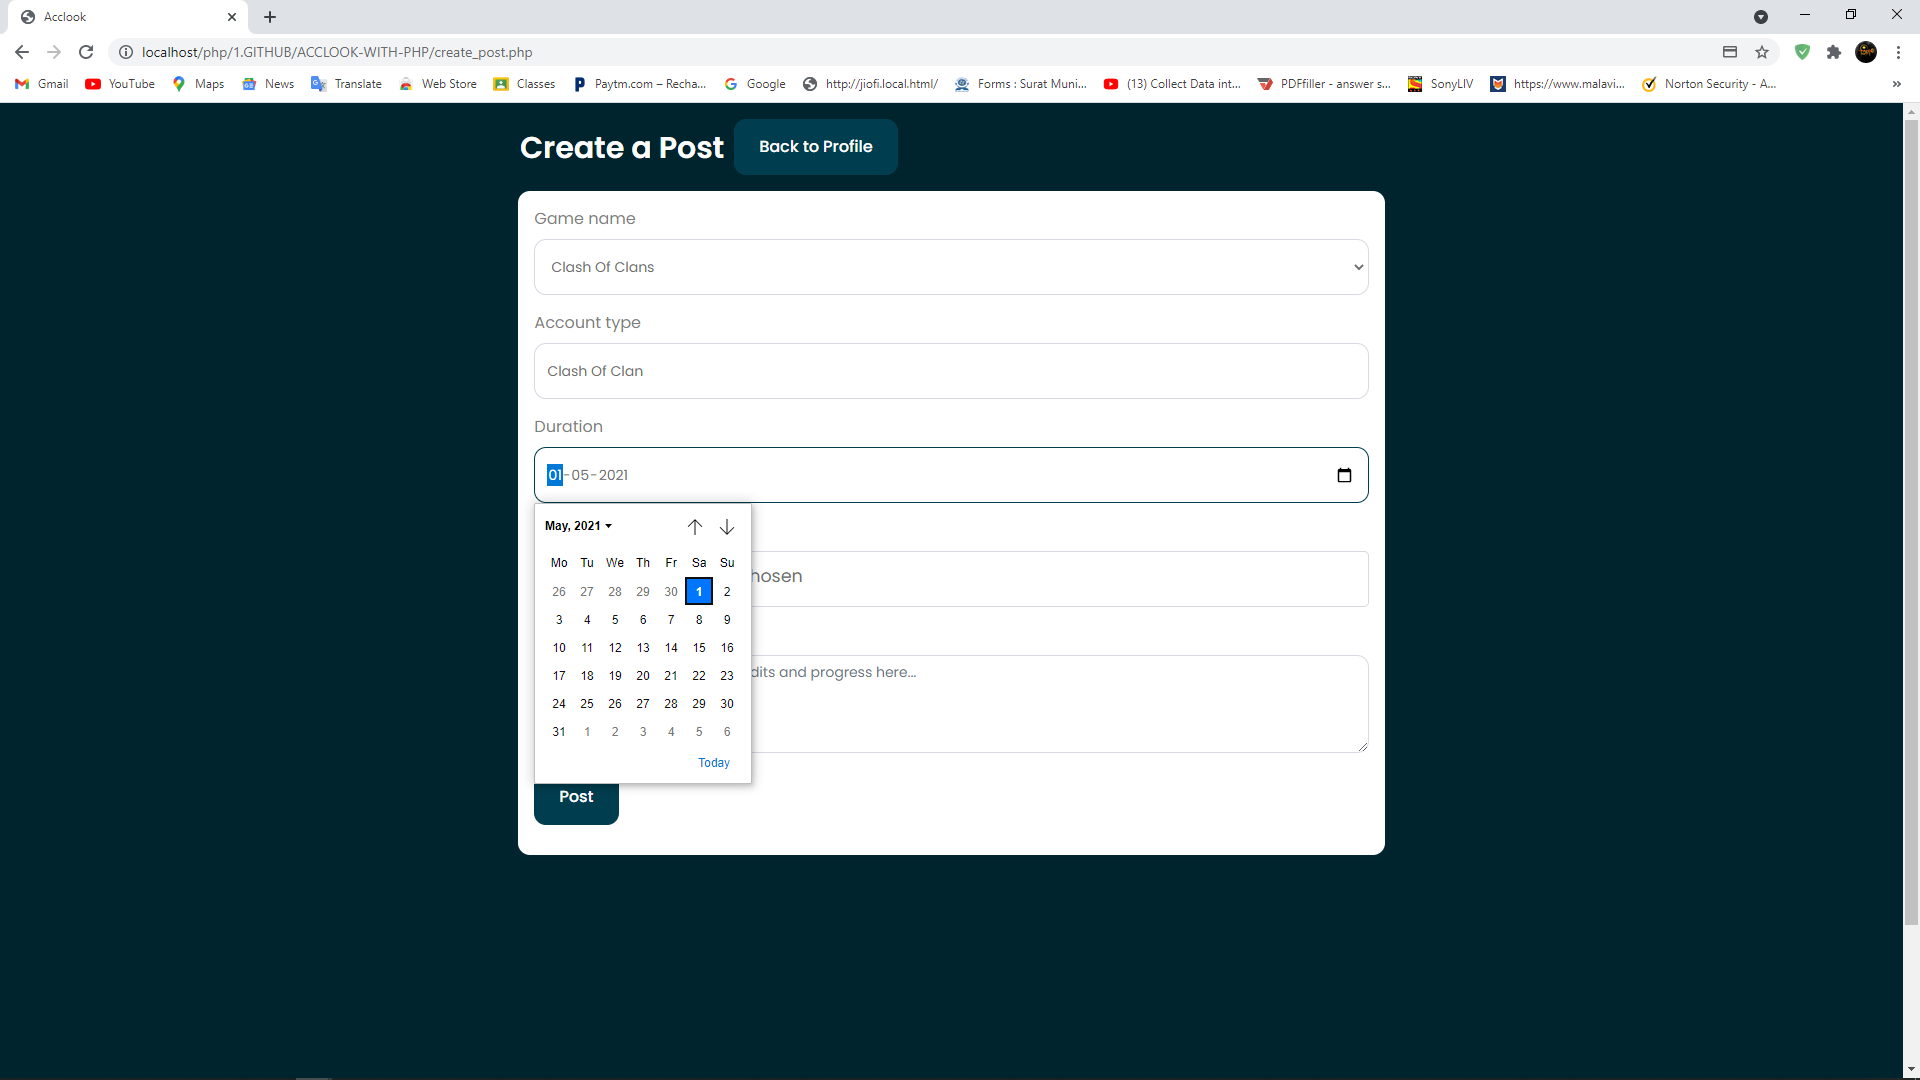 Acclook
localhost/php/1.GITHUB/ACCLOOK-WITH-PHP/create_post.php
Gmail YouTube Maps News Translate Web Store Classes Paytm.com – Recha... Google http://jiofi.local.html/ Forms : Surat Muni... (13) Collect Data int... PDFfiller - answer s... SonyLIV https://www.malavi... Norton Security - A... »
Create a Post Back to Profile
Game name
Clash Of Clans
Account type
Clash Of Clan
Duration
01-05-2021
May, 2021
Mo Tu We Th Fr Sa Su
26 27 28 29 30 1 2
3 4 5 6 7 8 9
10 11 12 13 14 15 16
17 18 19 20 21 22 23
24 25 26 27 28 29 30
31 1 2 3 4 5 6
Today
hosen
dits and progress here...
Post